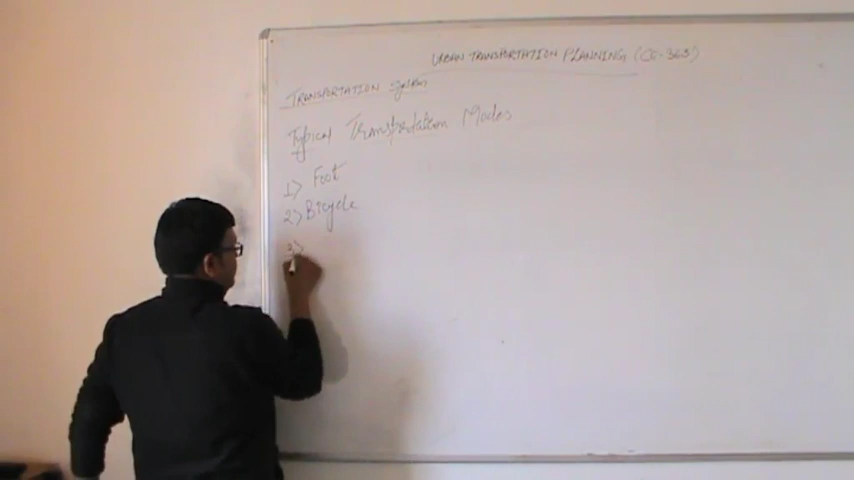 URBAN TRANSPORTATION PLANNING (CE-363)
TRANSPORTATION System
Typical Transportation Modes
1> Foot
2> Bicycle
3>